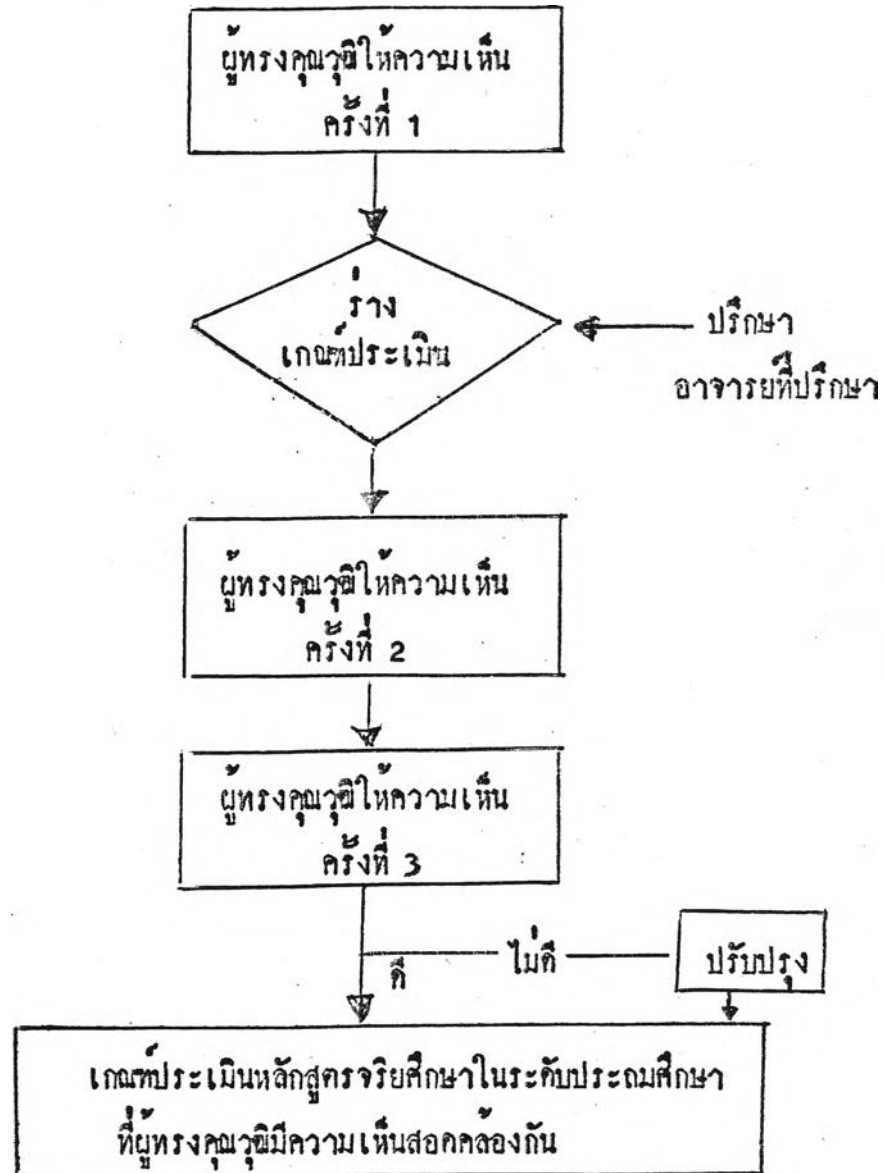 ผู้ทรงคุณวุฒิให้ความเห็น
ครั้งที่ 1
ร่าง
เกณฑ์ประเมิน
ปรึกษา
อาจารย์ที่ปรึกษา
ผู้ทรงคุณวุฒิให้ความเห็น
ครั้งที่ 2
ผู้ทรงคุณวุฒิให้ความเห็น
ครั้งที่ 3
ดี
ไม่ดี
ปรับปรุง
เกณฑ์ประเมินหลักสูตรจริยศึกษาในระดับประถมศึกษา
ที่ผู้ทรงคุณวุฒิมีความเห็นสอดคล้องกัน